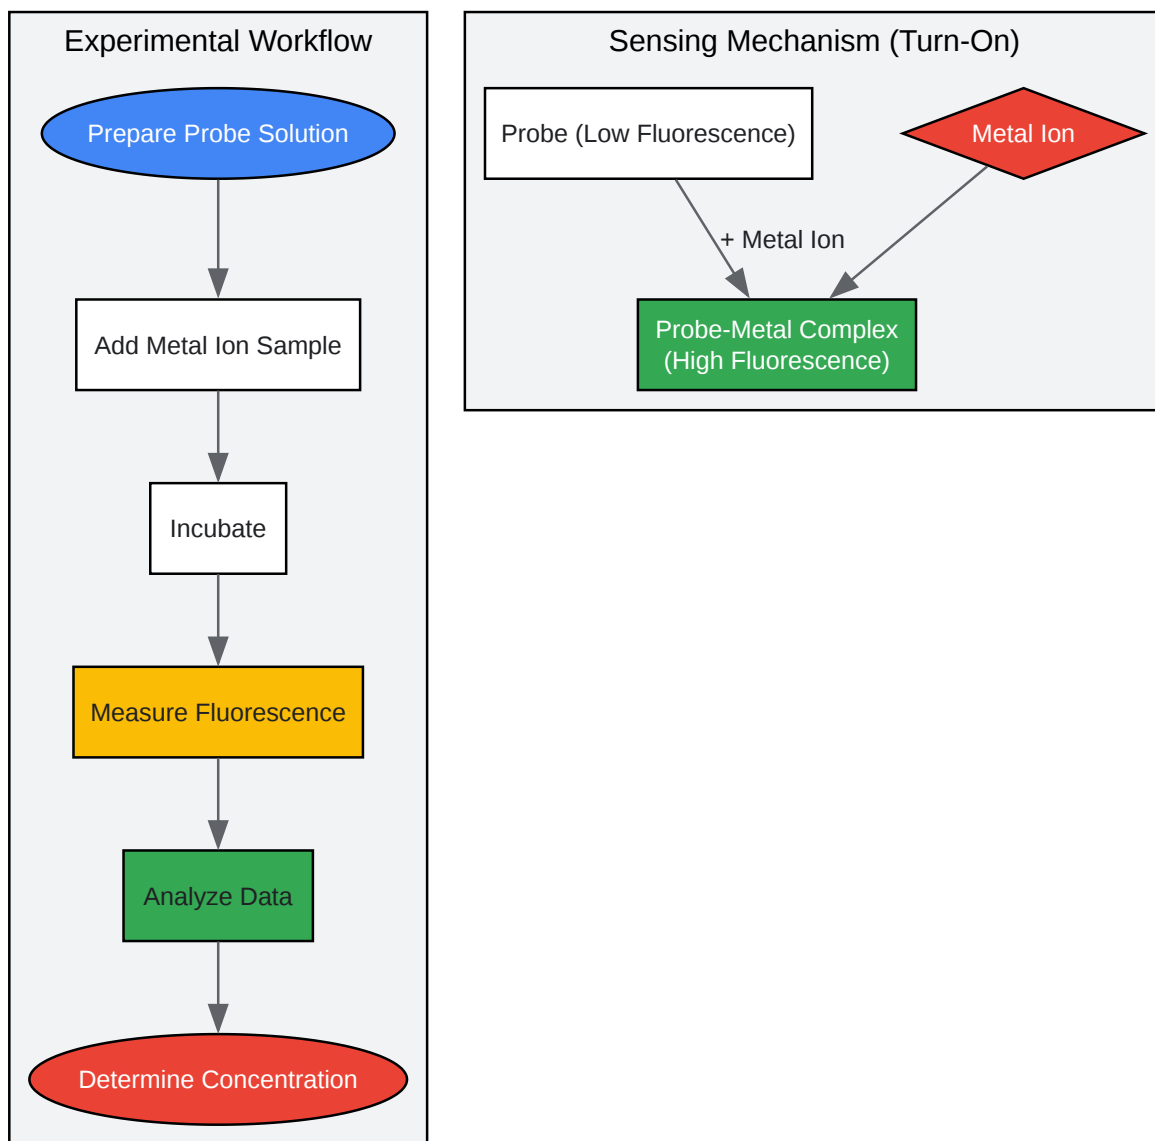 Experimental Workflow
Prepare Probe Solution
Add Metal Ion Sample
Incubate
Measure Fluorescence
Analyze Data
Determine Concentration
Sensing Mechanism (Turn-On)
Probe (Low Fluorescence)
Metal Ion
+ Metal Ion
Probe-Metal Complex
(High Fluorescence)